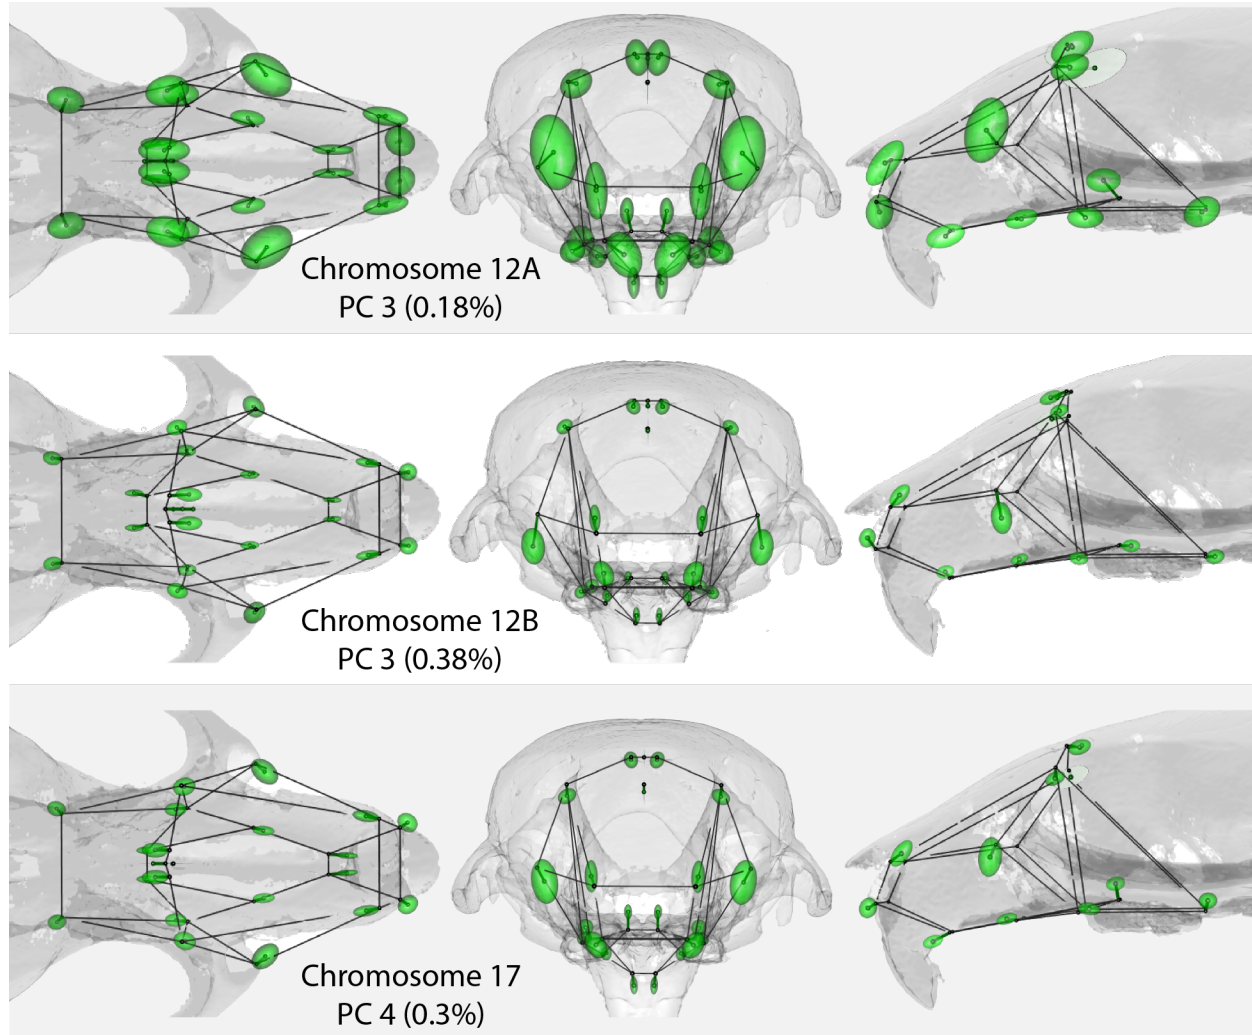 Chromosome 12A
PC 3 (0.18%)
Chromosome 12B
PC 3 (0.38%)
Chromosome 17
PC 4 (0.3%)